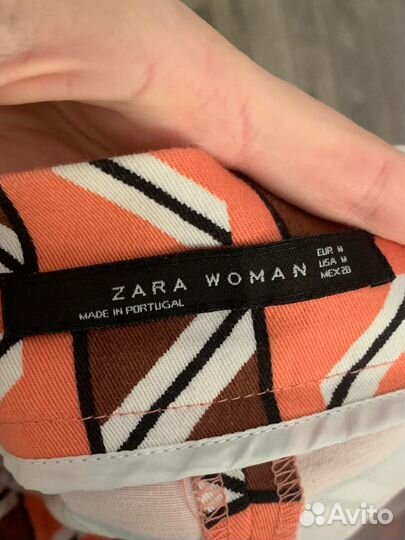 ZARA WOMAN
MADE IN PORTUGAL
EUR M
USA M
MEX 28
Avito